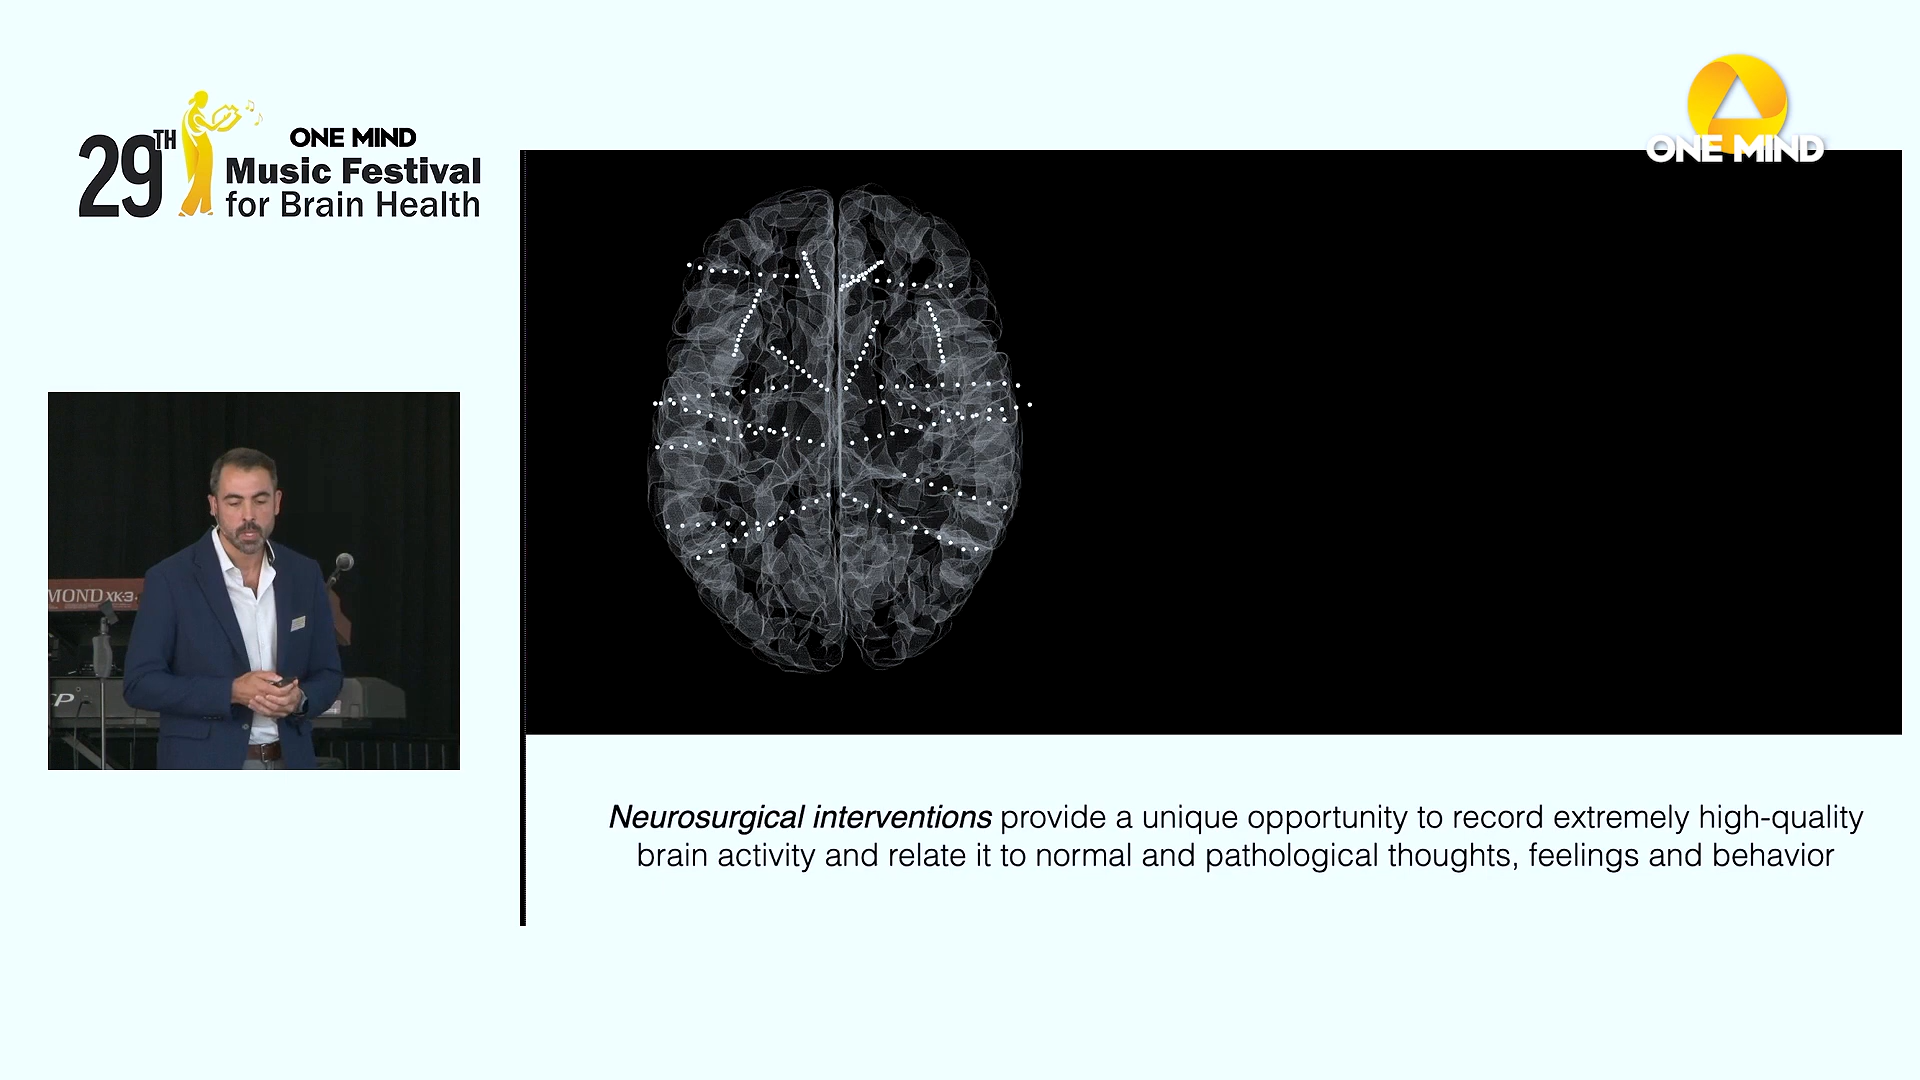 29TH
ONE MIND
Music Festival
for Brain Health
ONE MIND
MOND XK-3
P
Neurosurgical interventions provide a unique opportunity to record extremely high-quality
brain activity and relate it to normal and pathological thoughts, feelings and behavior